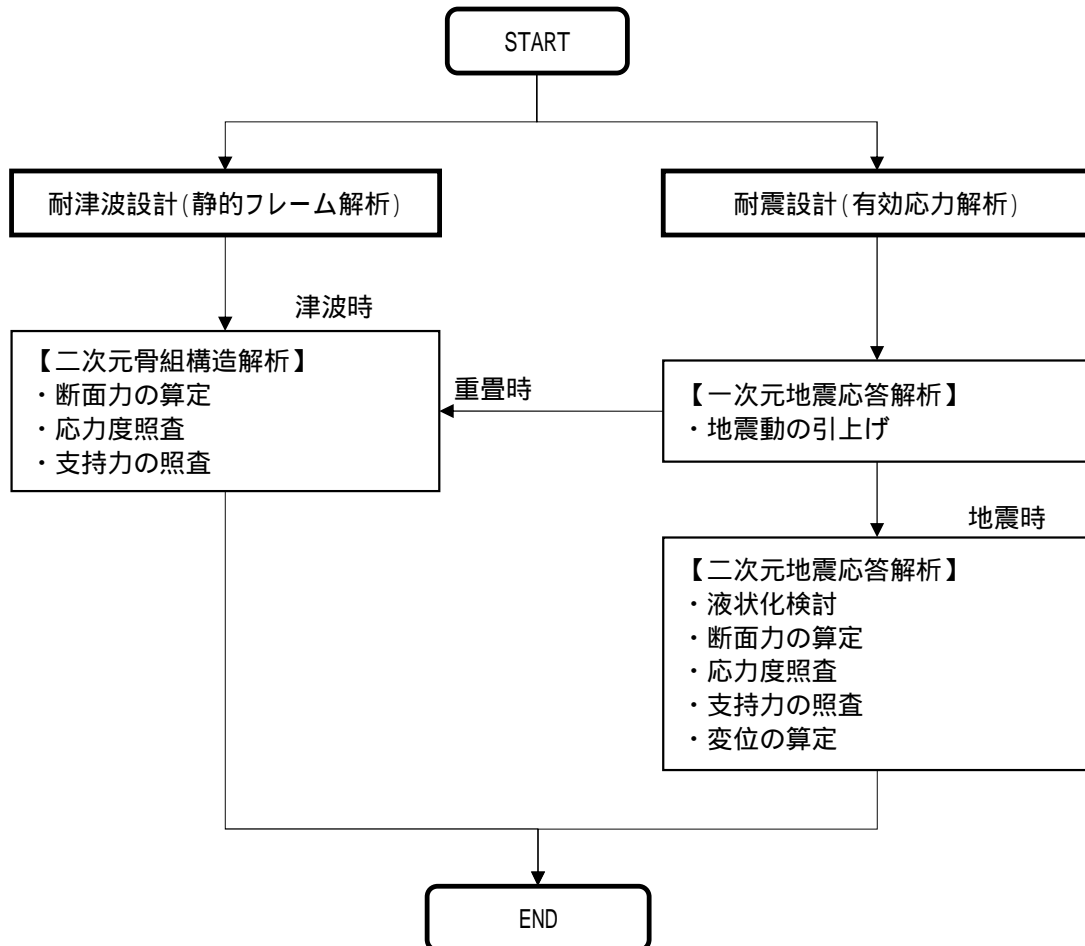 START
耐津波設計(静的フレーム解析)
耐震設計(有効応力解析)
津波時
【二次元骨組構造解析】
・断面力の算定
・応力度照査
・支持力の照査
重畳時
【一次元地震応答解析】
・地震動の引上げ
地震時
【二次元地震応答解析】
・液状化検討
・断面力の算定
・応力度照査
・支持力の照査
・変位の算定
END